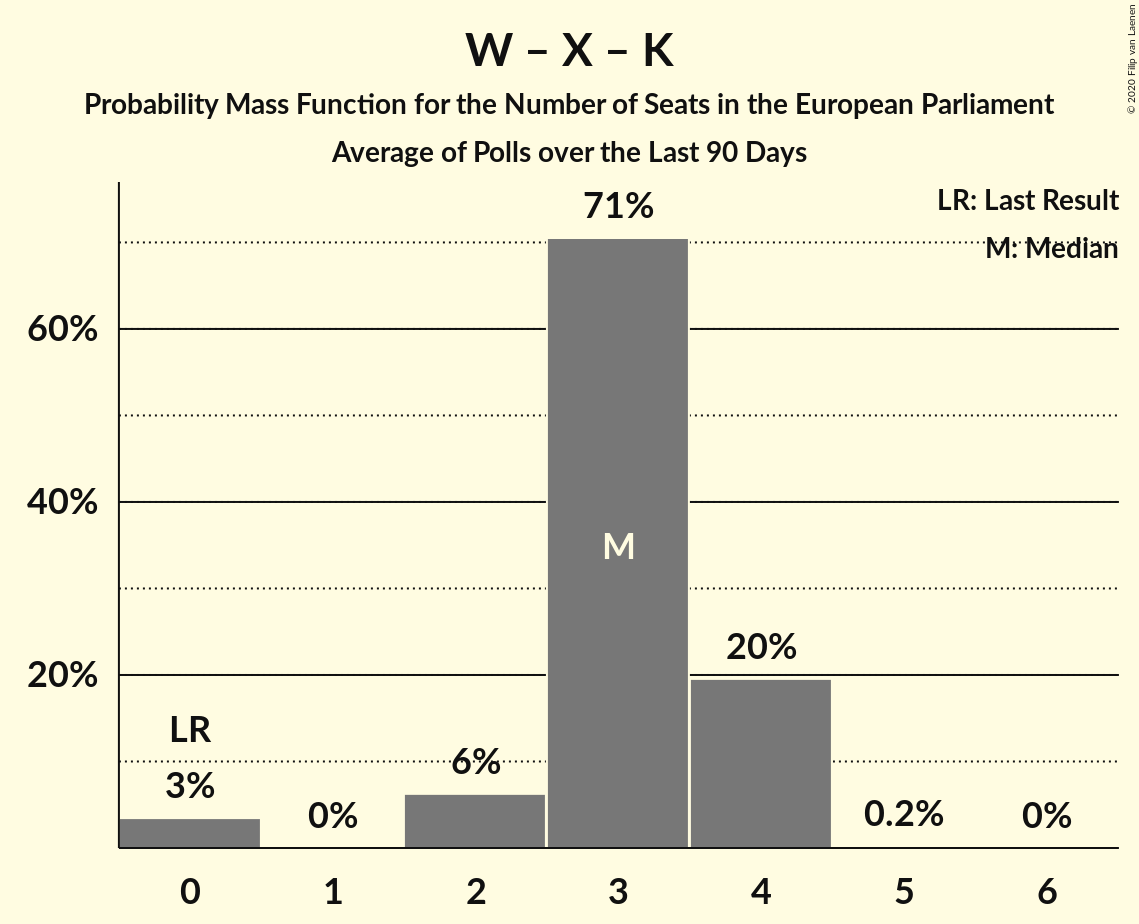 W – X – K
Probability Mass Function for the Number of Seats in the European Parliament
Average of Polls over the Last 90 Days
© 2020 Filip van Laenen
LR: Last Result
M: Median
71%
60%
40%
M
20%
20%
LR
3%
0%
6%
0.2%
0%
0 1 2 3 4 5 6